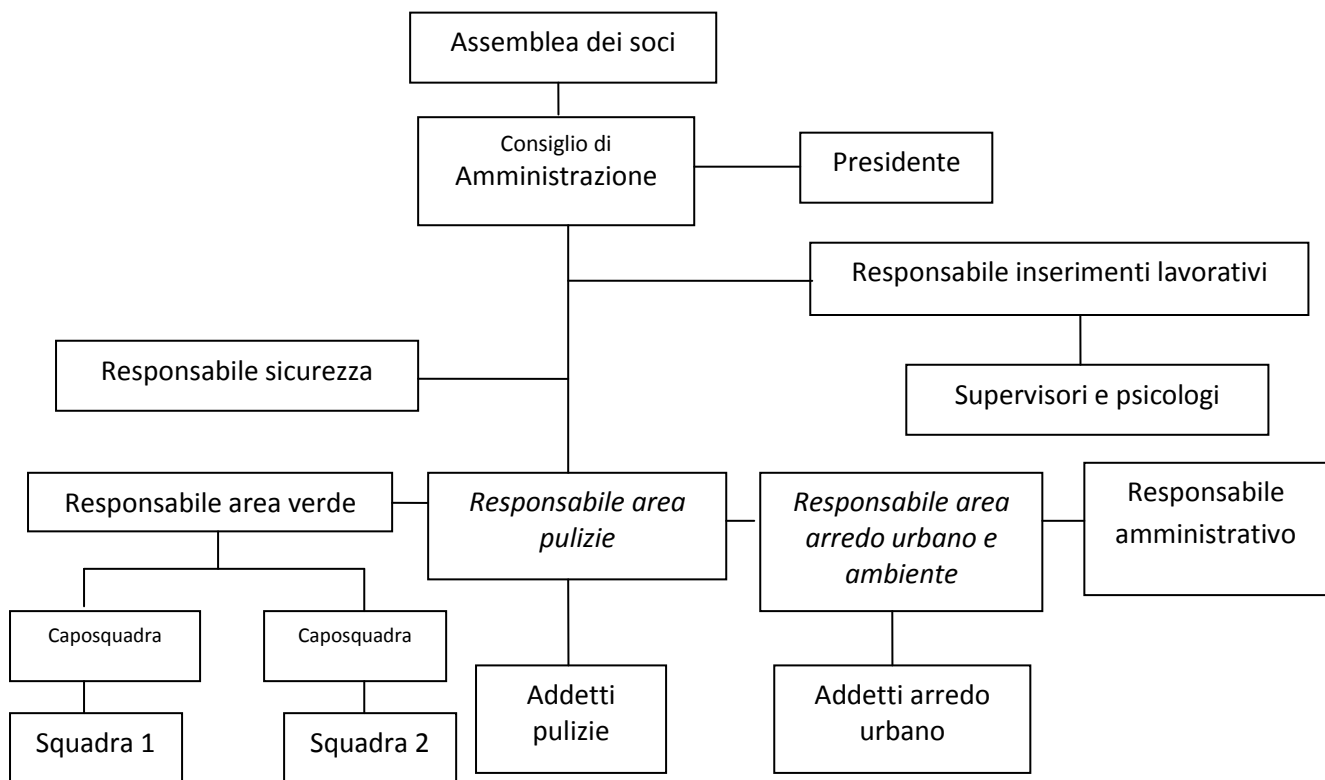 Assemblea dei soci
Consiglio di
Amministrazione
Presidente
Responsabile inserimenti lavorativi
Responsabile sicurezza
Supervisori e psicologi
Responsabile area verde
Responsabile area
pulizie
Responsabile area
arredo urbano e
ambiente
Responsabile
amministrativo
Caposquadra
Caposquadra
Addetti
pulizie
Addetti arredo
urbano
Squadra 1
Squadra 2